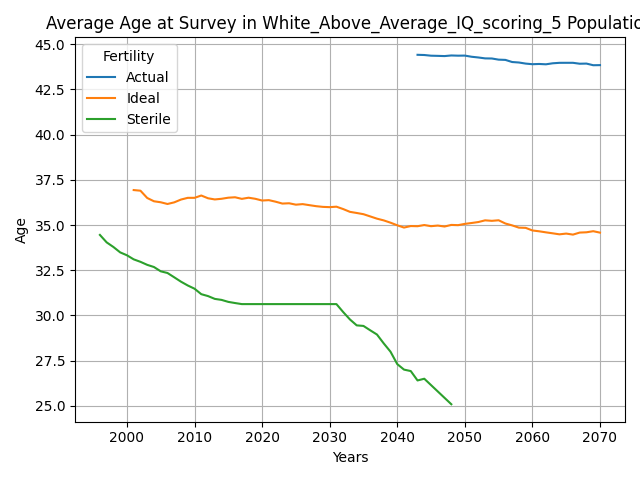 Average Age at Survey in White_Above_Average_IQ_scoring_5 Populatio
45.0
42.5
40.0
37.5
35.0
32.5
30.0
27.5
25.0
Age
Fertility
Actual
Ideal
Sterile
2000 2010 2020 2030 2040 2050 2060 2070
Years